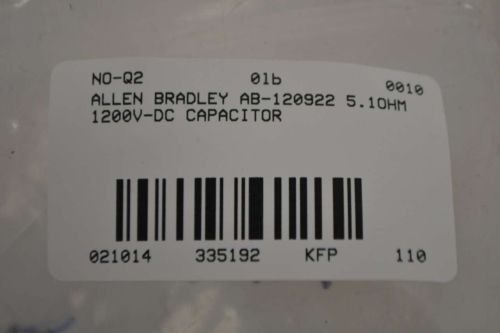 NO-Q2 01b 0010
ALLEN BRADLEY AB-120922 5.1OHM
1200V-DC CAPACITOR
021014 335192 KFP 110